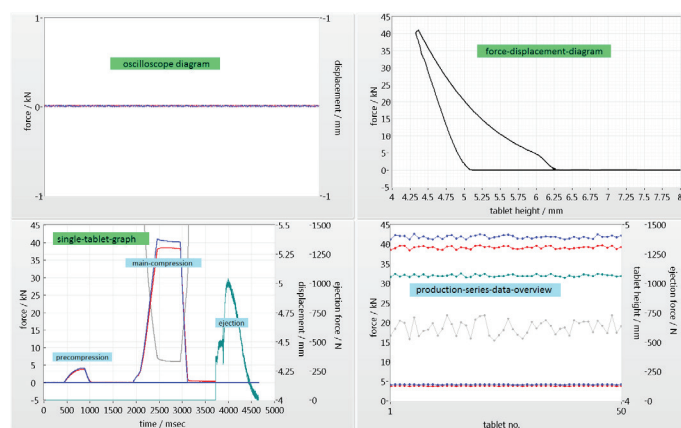 1
-1
oscilloscope diagram
force / kN
0
displacement / mm
-1
-1
45
40
35
30
25
20
15
10
5
0
-5
force-displacement-diagram
force / kN
4 4.25 4.5 4.75 5 5.25 5.5 5.75 6 6.25 6.5 6.75 7 7.25 7.5 7.75 8
tablet height / mm
45
40
35
30
25
20
15
10
5
0
-5
force / kN
single-tablet-graph
main-compression
precompression
ejection
0 500 1000 1500 2000 2500 3000 3500 4000 4500 5000
time / msec
5.5
5.25
5
4.75
4.5
4.25
4
displacement / mm
-1500
-1250
-1000
-750
-500
-250
-0
ejection force / N
45
40
35
30
25
20
15
10
5
0
force / kN
production-series-data-overview
1 50
tablet no.
-5
-4
tablet height / mm
-1500
-1250
-1000
-750
-500
-250
-0
ejection force / N